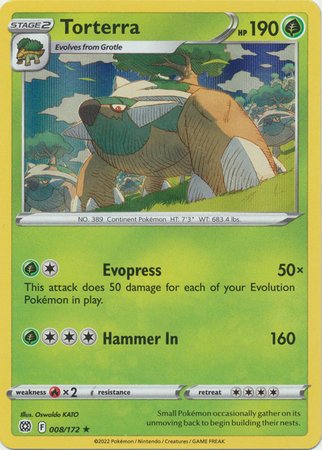 STAGE 2
Torterra
HP 190
Evolves from Grotle
NO. 389 Continent Pokémon HT: 7'3" WT: 683.4 lbs.
Evopress 50×
This attack does 50 damage for each of your Evolution
Pokémon in play.
Hammer In 160
weakness ×2 resistance retreat
Illus. Oswaldo KATO
F 008/172 ★
Small Pokémon occasionally gather on its
unmoving back to begin building their nests.
©2022 Pokémon / Nintendo / Creatures / GAME FREAK